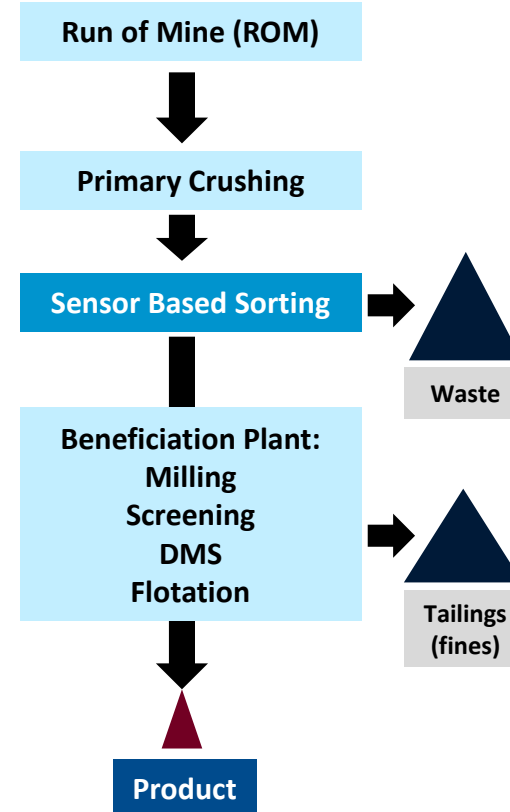 Run of Mine (ROM)
Primary Crushing
Sensor Based Sorting
Waste
Beneficiation Plant:
Milling
Screening
DMS
Flotation
Tailings
(fines)
Product